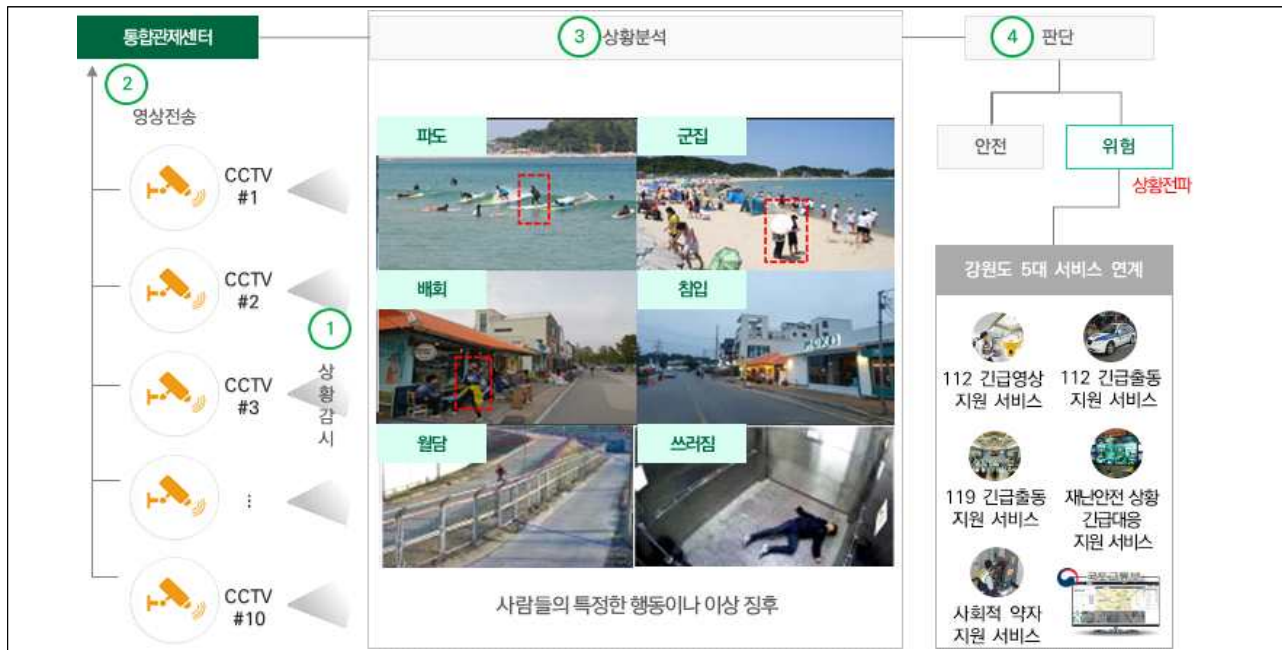 통합관제센터
2
영상전송
CCTV
#1
CCTV
#2
CCTV
#3
⋮
CCTV
#10
1
상
황
감
시
3 상황분석
파도
군집
배회
침입
월담
쓰러짐
사람들의 특정한 행동이나 이상 징후
4 판단
안전
위험
상황전파
강원도 5대 서비스 연계
112 긴급영상
지원 서비스
112 긴급출동
지원 서비스
119 긴급출동
지원 서비스
재난안전 상황
긴급대응
지원 서비스
사회적 약자
지원 서비스
국토교통부